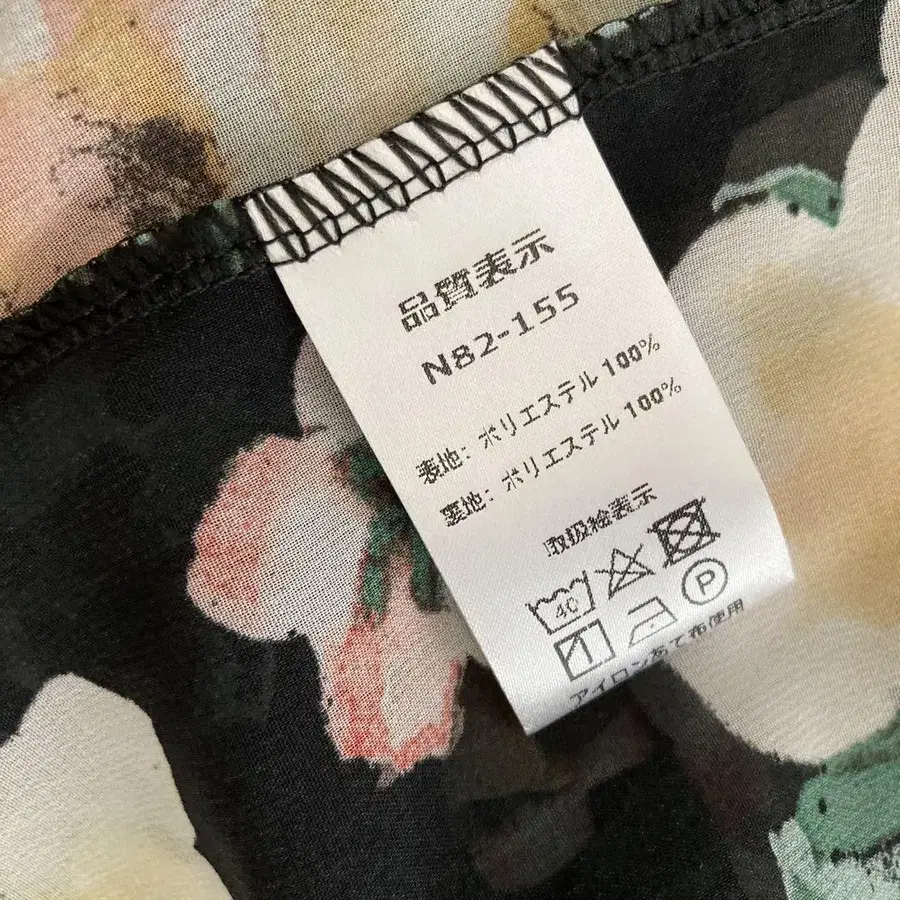 品質表示
N82-155
表地: ポリエステル 100%
裏地: ポリエステル 100%
取扱絵表示
40
P
アイロンあて布使用